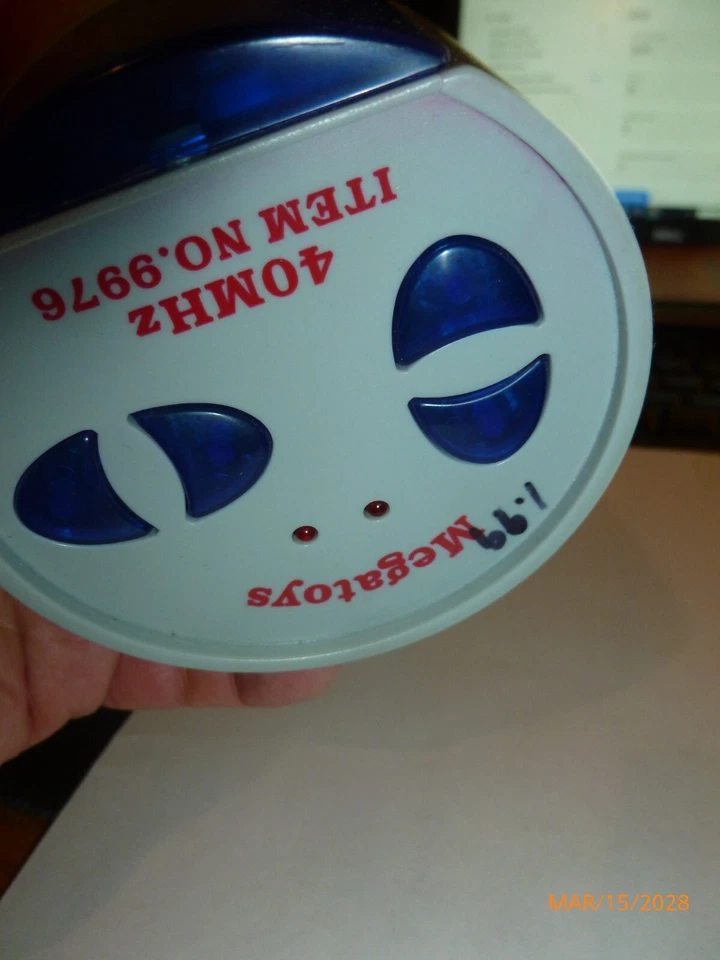 1.99
Megatoys
40MHz
ITEM NO.9976
MAR/15/2028